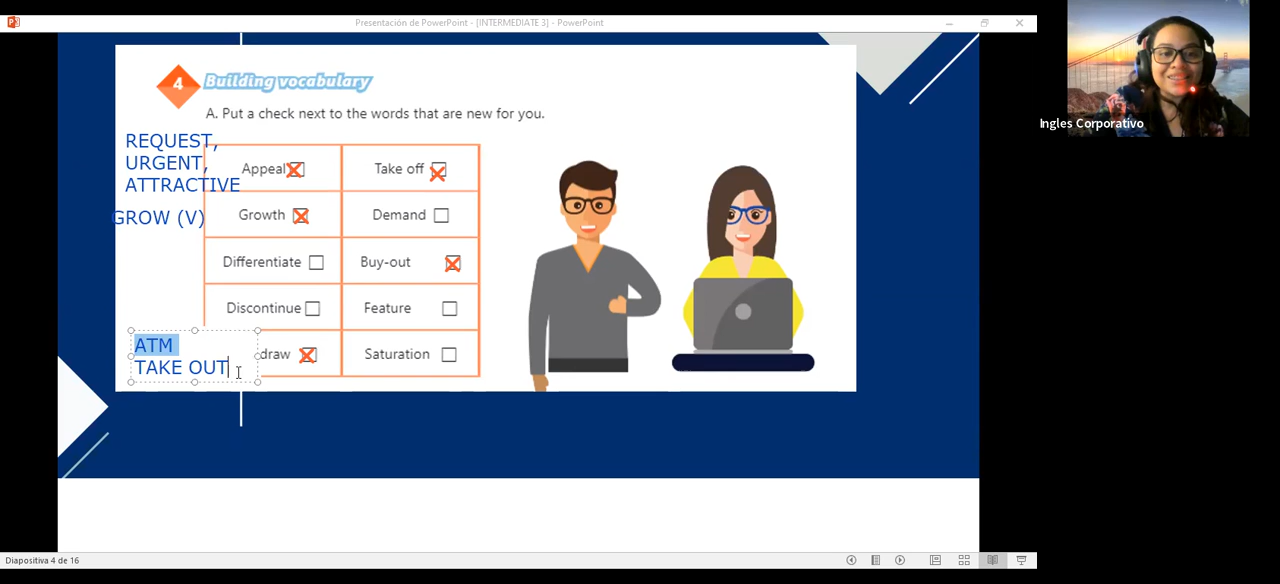 Presentación de PowerPoint - [INTERMEDIATE 3] - PowerPoint
4 Building vocabulary
A. Put a check next to the words that are new for you.
REQUEST,
URGENT,
ATTRACTIVE
GROW (V)
Appeal Take off
Growth Demand
Differentiate Buy-out
Discontinue Feature
draw Saturation
ATM
TAKE OUT
Ingles Corporativo
Diapositiva 4 de 16